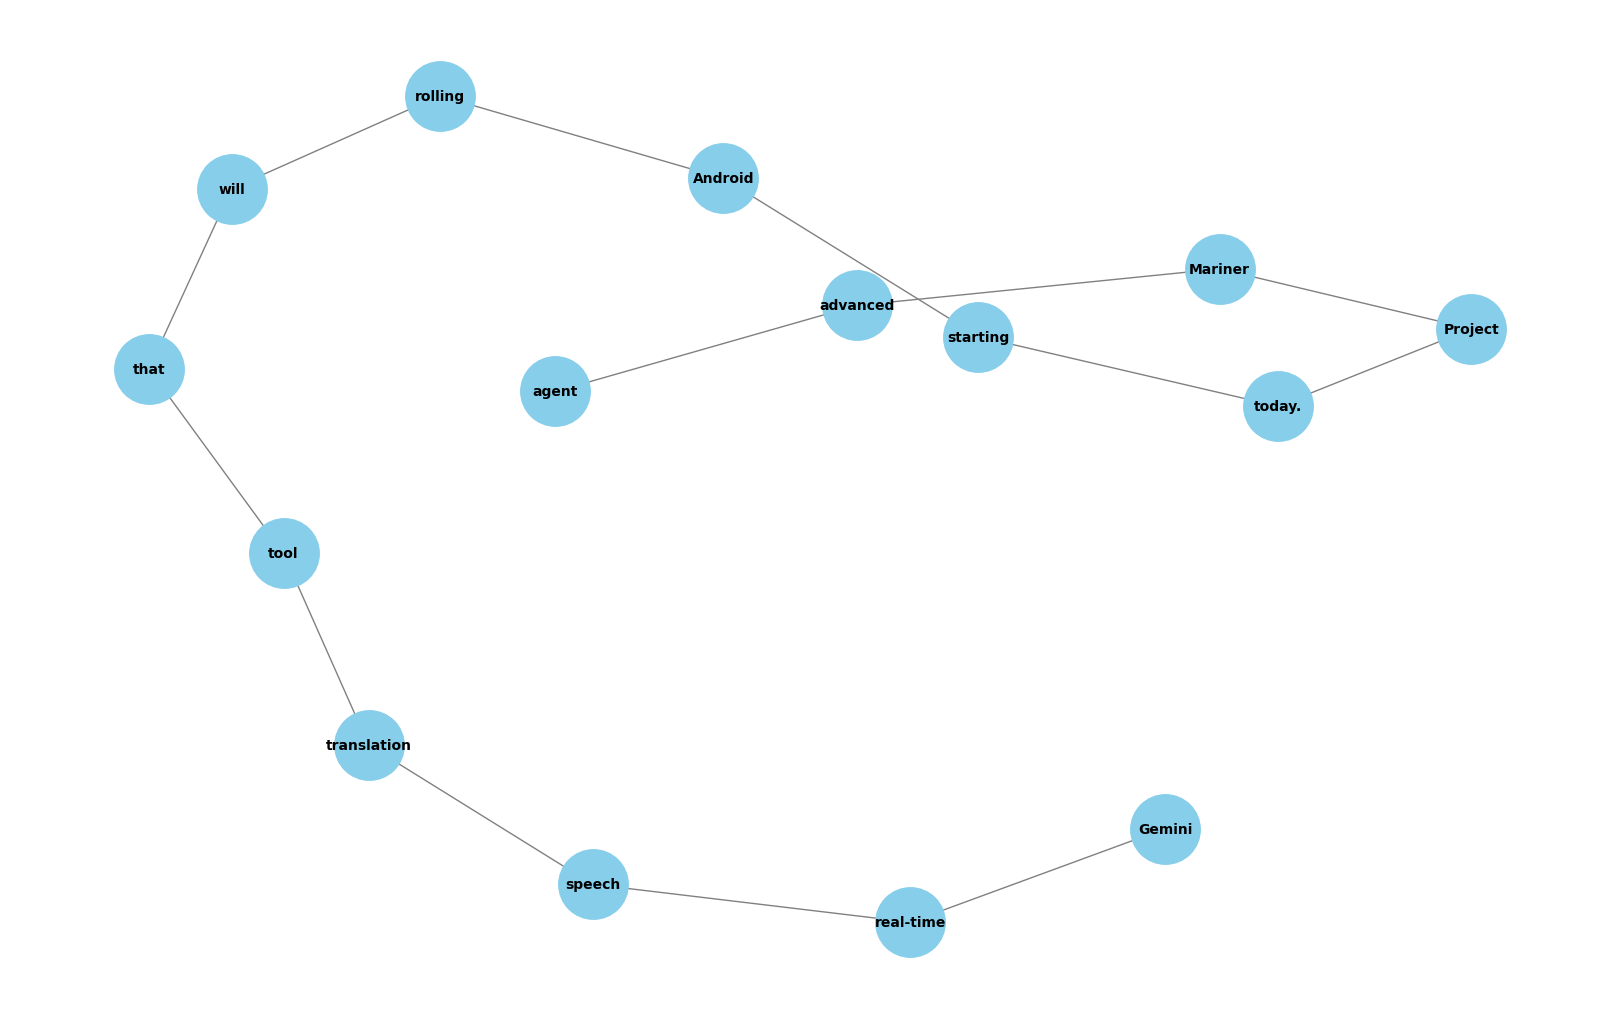 rolling
Android
will
Mariner
advanced
Project
starting
that
agent
today.
tool
translation
Gemini
speech
real-time